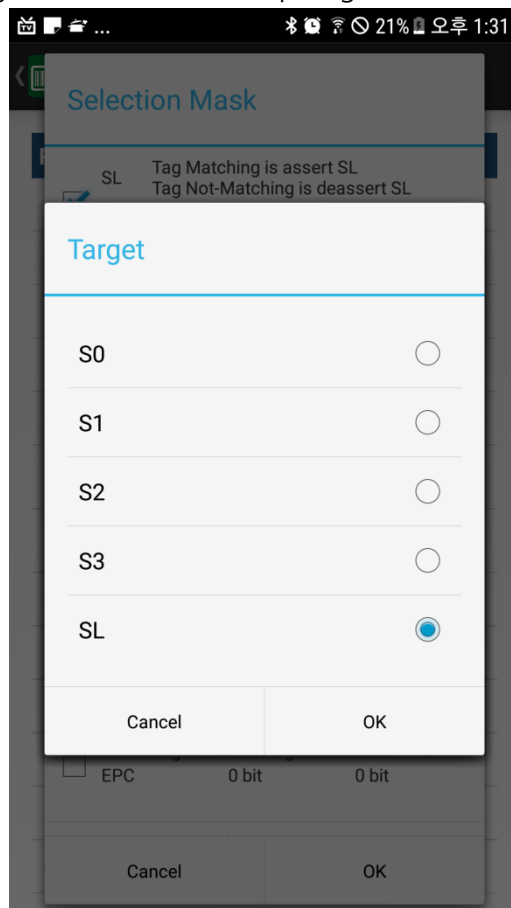 ... 21% 오후 1:31
Selection Mask
SL Tag Matching is assert SL
Tag Not-Matching is deassert SL
Target
S0
S1
S2
S3
SL
Cancel OK
EPC 0 bit 0 bit
Cancel OK